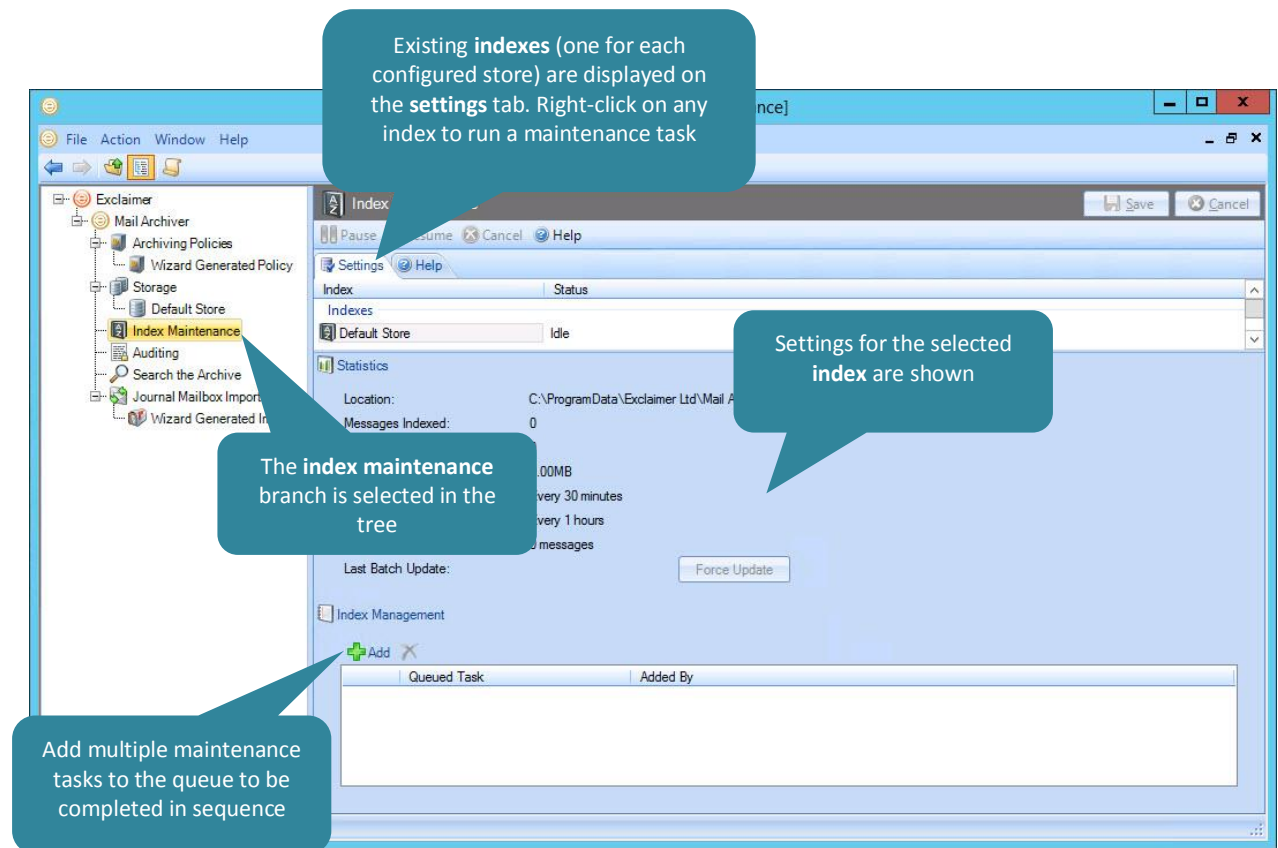 Existing indexes (one for each
configured store) are displayed on
the settings tab. Right-click on any
index to run a maintenance task
nce]
File Action Window Help
Exclaimer
Mail Archiver
Archiving Policies
Wizard Generated Policy
Storage
Default Store
Index Maintenance
Auditing
Search the Archive
Journal Mailbox Impor
Wizard Generated I
Index
Save Cancel
Pause sume Cancel Help
Settings Help
Index Status
Indexes
Default Store Idle
Settings for the selected
index are shown
Statistics
Location: C:\ProgramData\Exclaimer Ltd\Mail A
Messages Indexed: 0
.00MB
very 30 minutes
very 1 hours
messages
Last Batch Update: Force Update
The index maintenance
branch is selected in the
tree
Index Management
Add
Queued Task Added By
Add multiple maintenance
tasks to the queue to be
completed in sequence